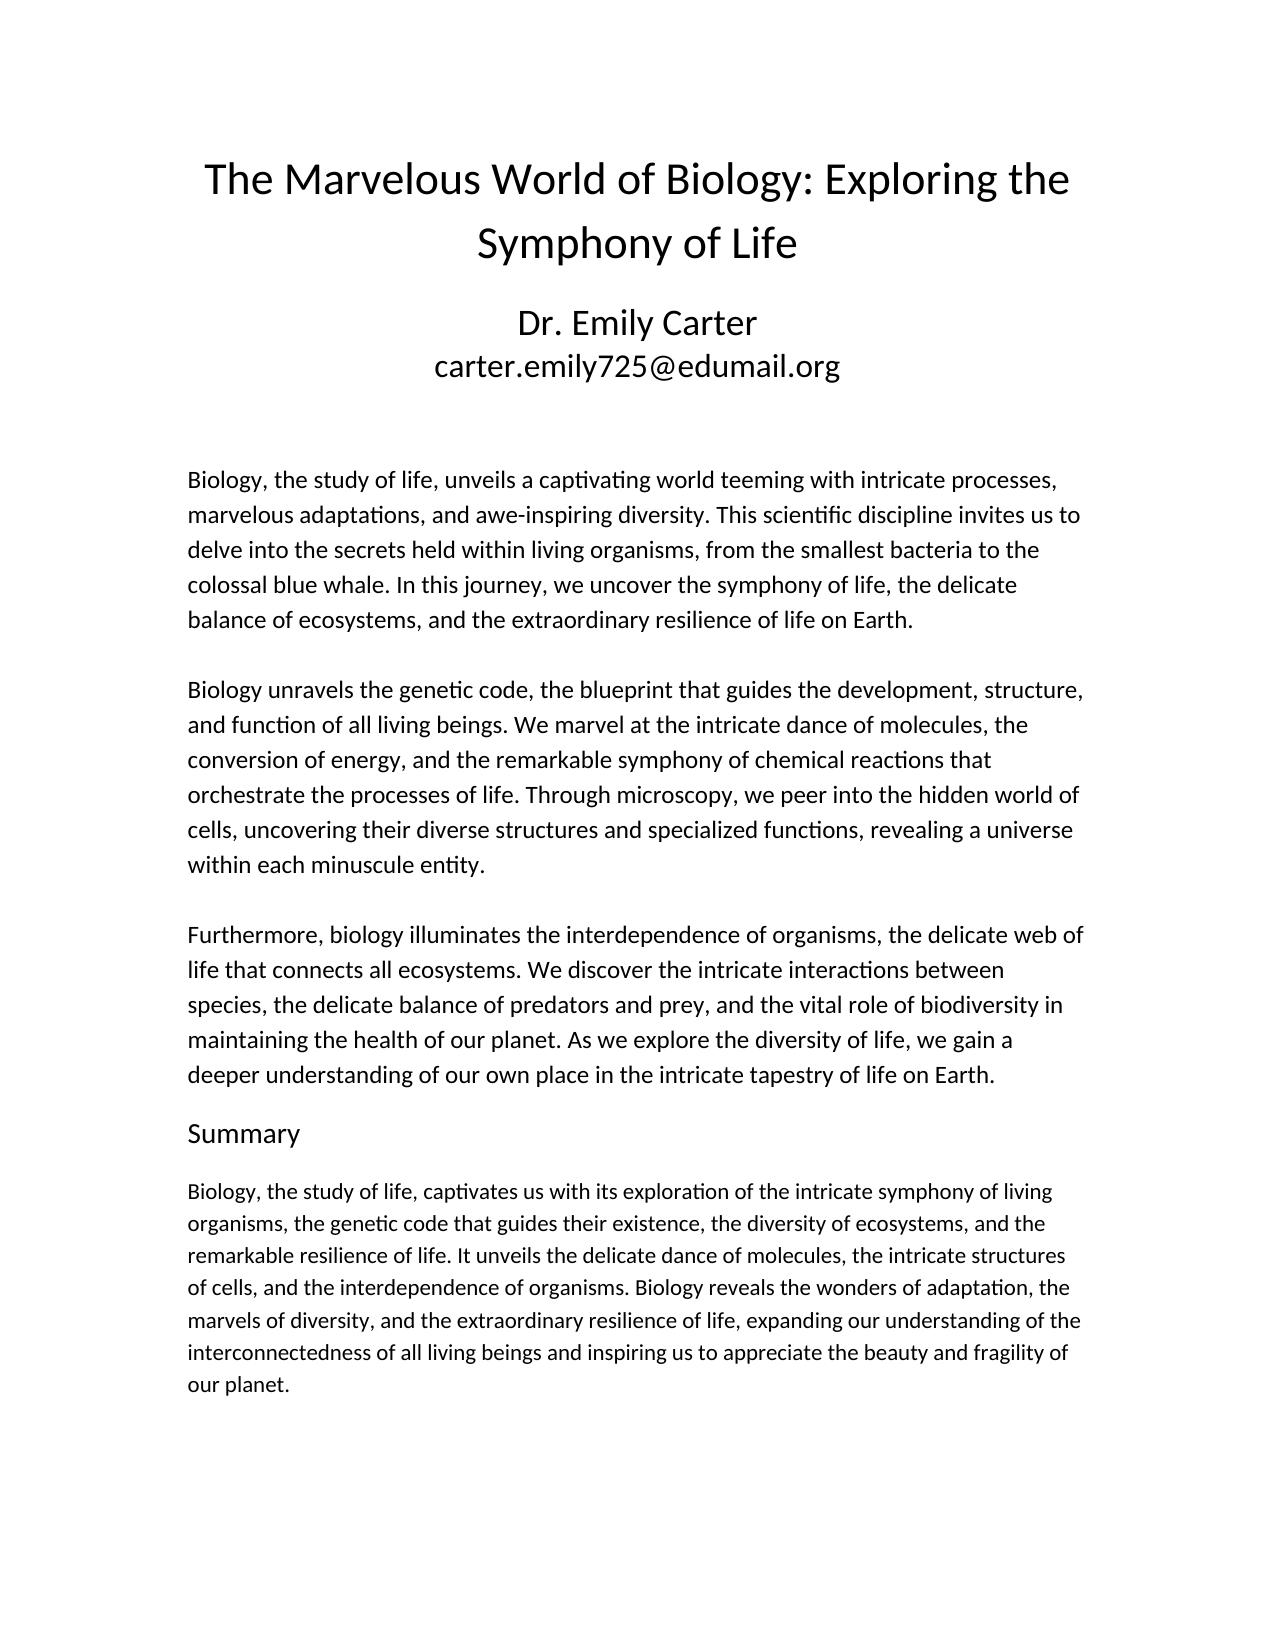 The Marvelous World of Biology: Exploring the
Symphony of Life
Dr. Emily Carter
carter.emily725@edumail.org
Biology, the study of life, unveils a captivating world teeming with intricate processes,
marvelous adaptations, and awe-inspiring diversity. This scientific discipline invites us to
delve into the secrets held within living organisms, from the smallest bacteria to the
colossal blue whale. In this journey, we uncover the symphony of life, the delicate
balance of ecosystems, and the extraordinary resilience of life on Earth.
Biology unravels the genetic code, the blueprint that guides the development, structure,
and function of all living beings. We marvel at the intricate dance of molecules, the
conversion of energy, and the remarkable symphony of chemical reactions that
orchestrate the processes of life. Through microscopy, we peer into the hidden world of
cells, uncovering their diverse structures and specialized functions, revealing a universe
within each minuscule entity.
Furthermore, biology illuminates the interdependence of organisms, the delicate web of
life that connects all ecosystems. We discover the intricate interactions between
species, the delicate balance of predators and prey, and the vital role of biodiversity in
maintaining the health of our planet. As we explore the diversity of life, we gain a
deeper understanding of our own place in the intricate tapestry of life on Earth.
Summary
Biology, the study of life, captivates us with its exploration of the intricate symphony of living
organisms, the genetic code that guides their existence, the diversity of ecosystems, and the
remarkable resilience of life. It unveils the delicate dance of molecules, the intricate structures
of cells, and the interdependence of organisms. Biology reveals the wonders of adaptation, the
marvels of diversity, and the extraordinary resilience of life, expanding our understanding of the
interconnectedness of all living beings and inspiring us to appreciate the beauty and fragility of
our planet.